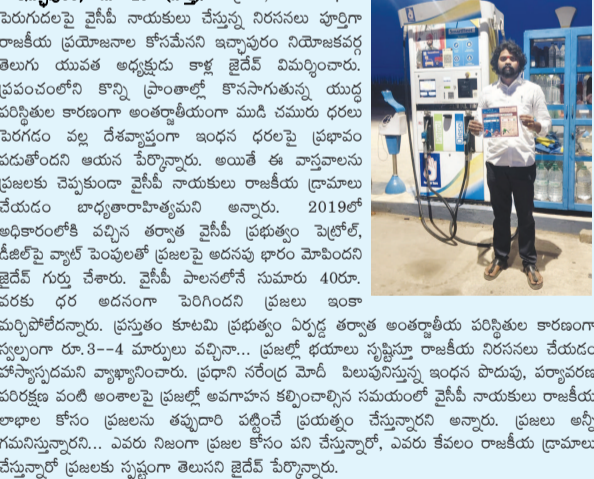 పెరుగుదలపై వైసీపీ నాయకులు చేస్తున్న నిరసనలు పూర్తిగా
రాజకీయ ప్రయోజనాల కోసమేనని ఇచ్ఛాపురం నియోజకవర్గ
తెలుగు యువత అధ్యక్షుడు కాళ్ల జైదేవ్ విమర్శించారు.
ప్రపంచంలోని కొన్ని ప్రాంతాల్లో కొనసాగుతున్న యుద్ధ
పరిస్థితుల కారణంగా అంతర్జాతీయంగా ముడి చమురు ధరలు
పెరగడం వల్ల దేశవ్యాప్తంగా ఇంధన ధరలపై ప్రభావం
పడుతోందని ఆయన పేర్కొన్నారు. అయితే ఈ వాస్తవాలను
ప్రజలకు చెప్పకుండా వైసీపీ నాయకులు రాజకీయ డ్రామాలు
చేయడం బాధ్యతారాహిత్యమని అన్నారు. 2019లో
అధికారంలోకి వచ్చిన తర్వాత వైసీపీ ప్రభుత్వం పెట్రోల్,
డీజిల్‌పై వ్యాట్ పెంపులతో ప్రజలపై అదనపు భారం మోపిందని
జైదేవ్ గుర్తు చేశారు. వైసీపీ పాలనలోనే సుమారు 40రూ.
వరకు ధర అదనంగా పెరిగిందని ప్రజలు ఇంకా
మర్చిపోలేదన్నారు. ప్రస్తుతం కూటమి ప్రభుత్వం ఏర్పడ్డ తర్వాత అంతర్జాతీయ పరిస్థితుల కారణంగా
స్వల్పంగా రూ.3--4 మార్పులు వచ్చినా... ప్రజల్లో భయాలు సృష్టిస్తూ రాజకీయ నిరసనలు చేయడం
హాస్యాస్పదమని వ్యాఖ్యానించారు. ప్రధాని నరేంద్ర మోదీ పిలుపునిస్తున్న ఇంధన పొదుపు, పర్యావరణ
పరిరక్షణ వంటి అంశాలపై ప్రజల్లో అవగాహన కల్పించాల్సిన సమయంలో వైసీపీ నాయకులు రాజకీయ
లాభాల కోసం ప్రజలను తప్పుదారి పట్టించే ప్రయత్నం చేస్తున్నారని అన్నారు. ప్రజలు అన్నీ
గమనిస్తున్నారని... ఎవరు నిజంగా ప్రజల కోసం పని చేస్తున్నారో, ఎవరు కేవలం రాజకీయ డ్రామాలు
చేస్తున్నారో ప్రజలకు స్పష్టంగా తెలుసని జైదేవ్ పేర్కొన్నారు.